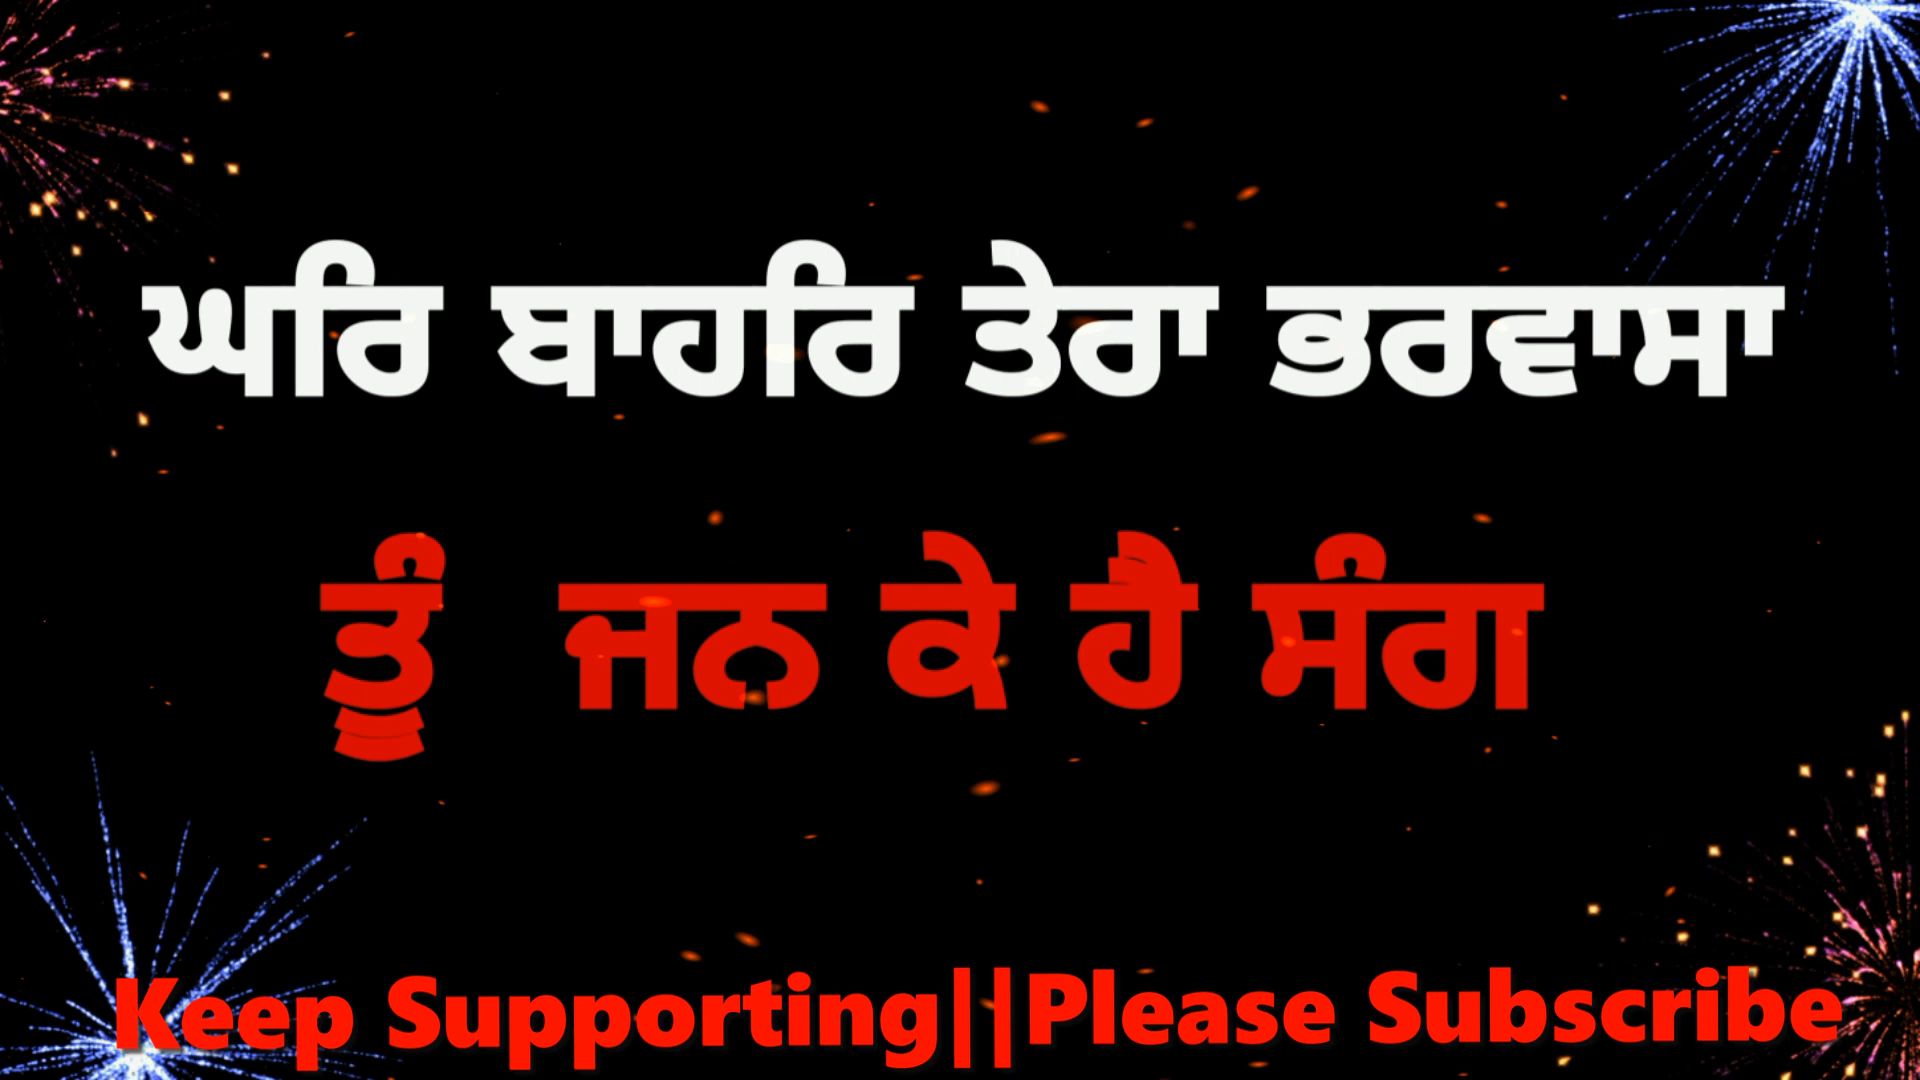 ਘਰਿ ਬਾਹਰਿ ਤੇਰਾ ਭਰਵਾਸਾ
ਤੂੰ ਜਨ ਕੇ ਹੈ ਸੰਗ
Keep Supporting||Please Subscribe